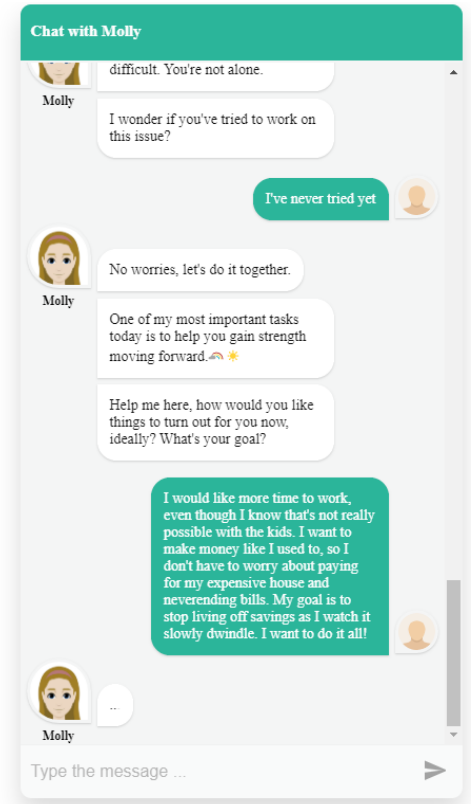 Chat with Molly
difficult. You're not alone.
Molly
I wonder if you've tried to work on
this issue?
I've never tried yet
No worries, let's do it together.
Molly
One of my most important tasks
today is to help you gain strength
moving forward.🌈☀️
Help me here, how would you like
things to turn out for you now,
ideally? What's your goal?
I would like more time to work,
even though I know that's not really
possible with the kids. I want to
make money like I used to, so I
don't have to worry about paying
for my expensive house and
neverending bills. My goal is to
stop living off savings as I watch it
slowly dwindle. I want to do it all!
...
Molly
Type the message ...